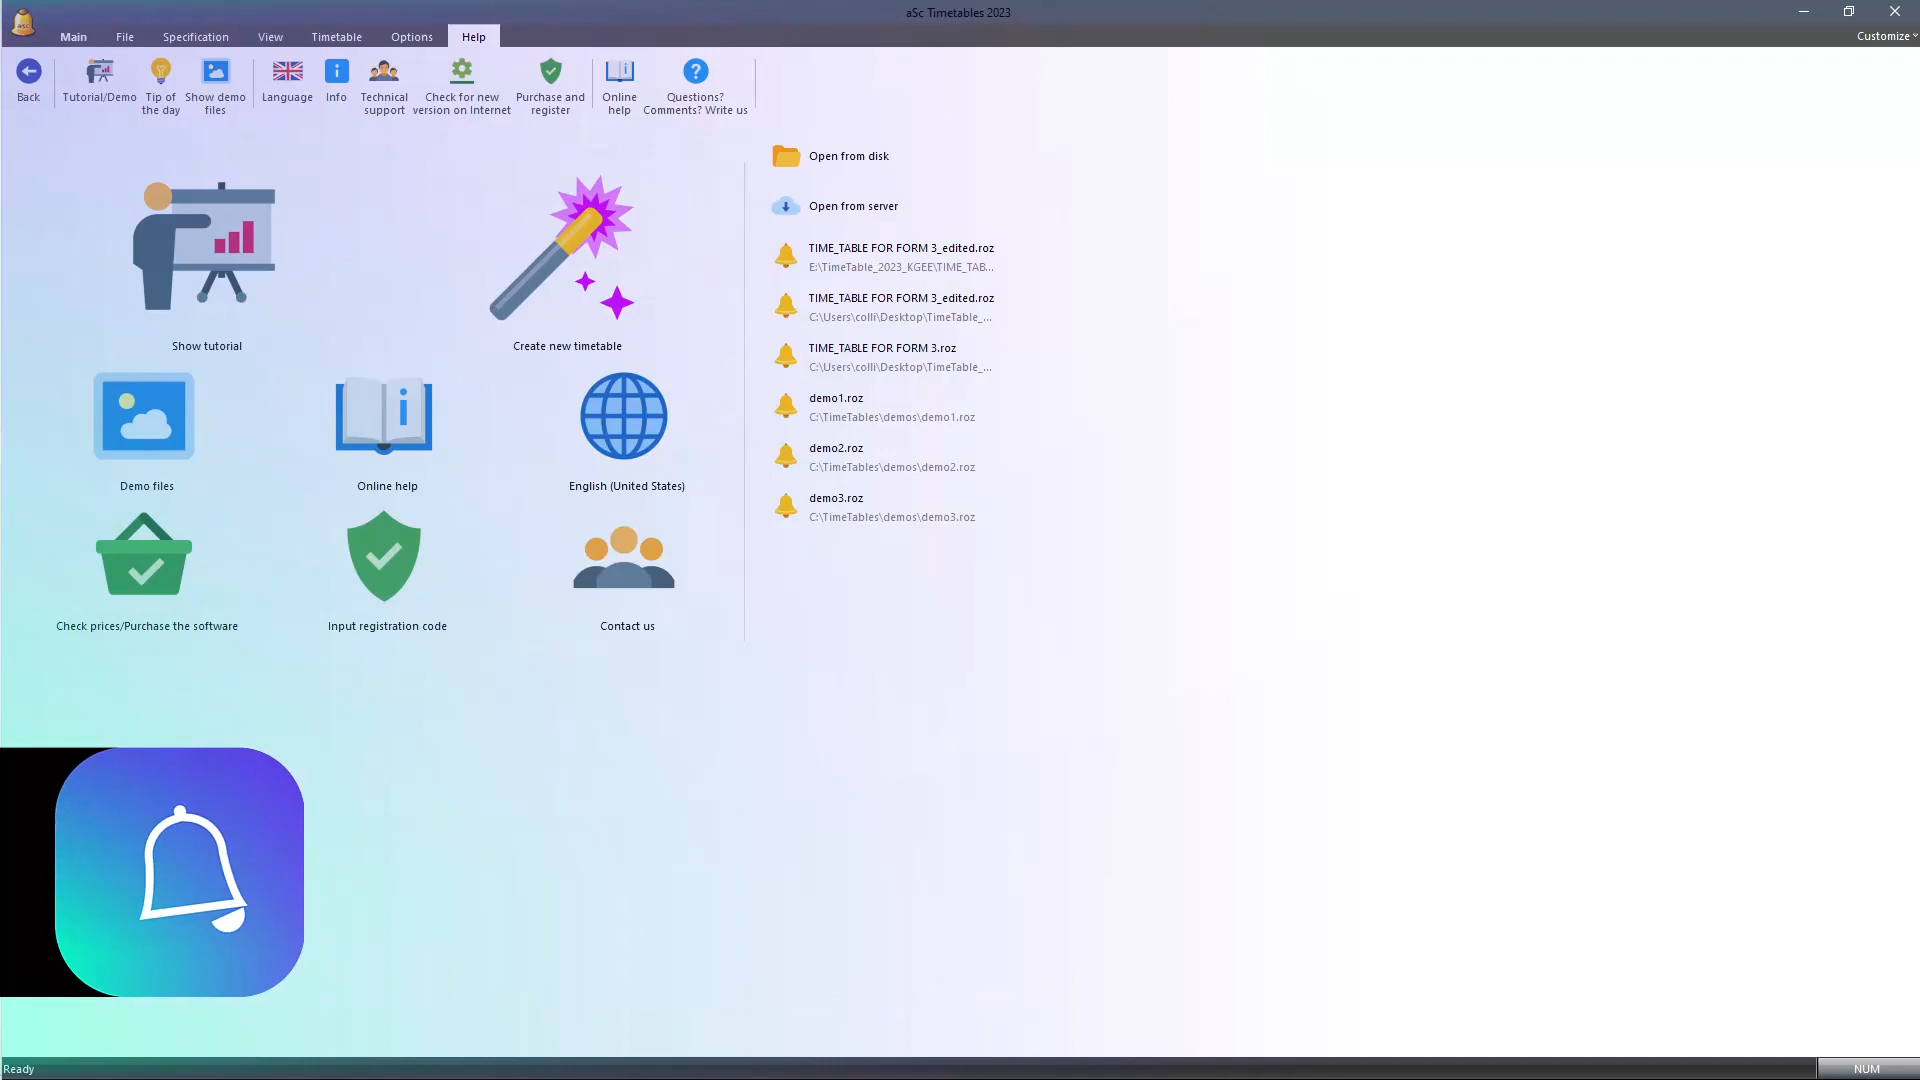 aSc Timetables 2023
Main File Specification View Timetable Options Help
Customize
Back
Tutorial/Demo
Tip of
the day
Show demo
files
Language
Info
Technical
support
Check for new
version on Internet
Purchase and
register
Online
help
Questions?
Comments? Write us
Show tutorial
Create new timetable
Demo files
Online help
English (United States)
Check prices/Purchase the software
Input registration code
Contact us
Open from disk
Open from server
TIME_TABLE FOR FORM 3_edited.roz
E:\TimeTable_2023_KGEE\TIME_TAB...
TIME_TABLE FOR FORM 3_edited.roz
C:\Users\colli\Desktop\TimeTable_...
TIME_TABLE FOR FORM 3.roz
C:\Users\colli\Desktop\TimeTable_...
demo1.roz
C:\TimeTables\demos\demo1.roz
demo2.roz
C:\TimeTables\demos\demo2.roz
demo3.roz
C:\TimeTables\demos\demo3.roz
Ready
NUM